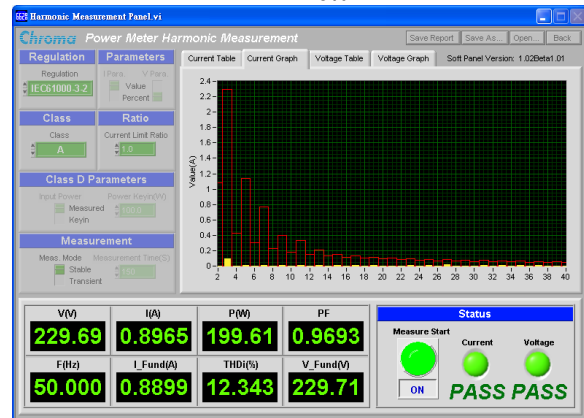 Harmonic Measurement Panel.vi
Chroma Power Meter Harmonic Measurement
Save Report Save As... Open... Back
Regulation Parameters
Regulation I Para. V Para.
IEC61000-3-2 Value
Percent
Current Table Current Graph Voltage Table Voltage Graph Soft Panel Version: 1.02Beta1.01
Class Ratio
Class Current Limit Ratio
A 1.0
Class D Parameters
Input Power Power Keyin(W)
Measured 100.0
Keyin
Measurement
Meas. Mode Measurement Time(S)
Stable 150
Transient
Value(A)
2.4
2.2
2
1.8
1.6
1.4
1.2
1
0.8
0.6
0.4
0.2
0
2 4 6 8 10 12 14 16 18 20 22 24 26 28 30 32 34 36 38 40
V(V) I(A) P(W) PF
229.69 0.8965 199.61 0.9693
F(Hz) I_Fund(A) THDi(%) V_Fund(V)
50.000 0.8899 12.343 229.71
Status
Measure Start Current Voltage
ON PASS PASS